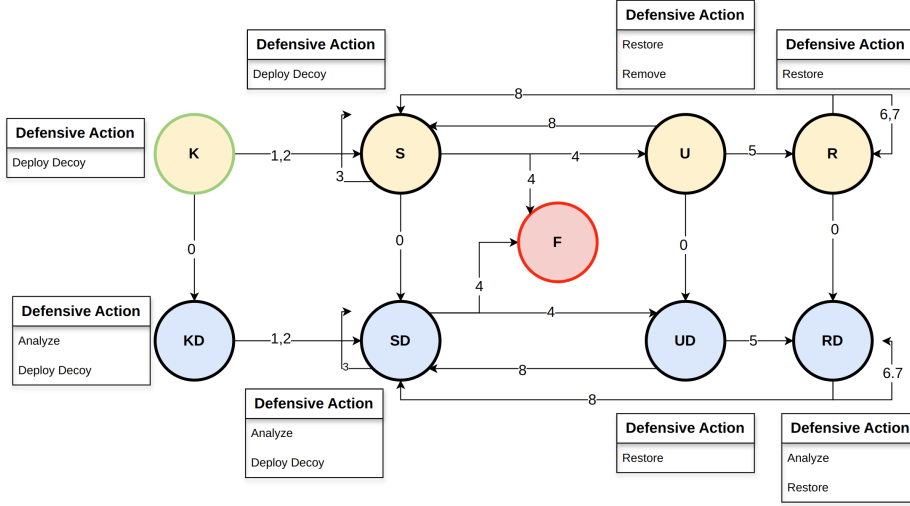 Defensive Action
Deploy Decoy
Defensive Action
Restore
Remove
Defensive Action
Restore
Defensive Action
Deploy Decoy
K
1,2
S
3
8
8
4
4
U
5
R
6,7
0
0
F
0
0
Defensive Action
Analyze
Deploy Decoy
KD
1,2
SD
3
4
4
8
8
UD
5
RD
6.7
Defensive Action
Analyze
Deploy Decoy
Defensive Action
Restore
Defensive Action
Analyze
Restore